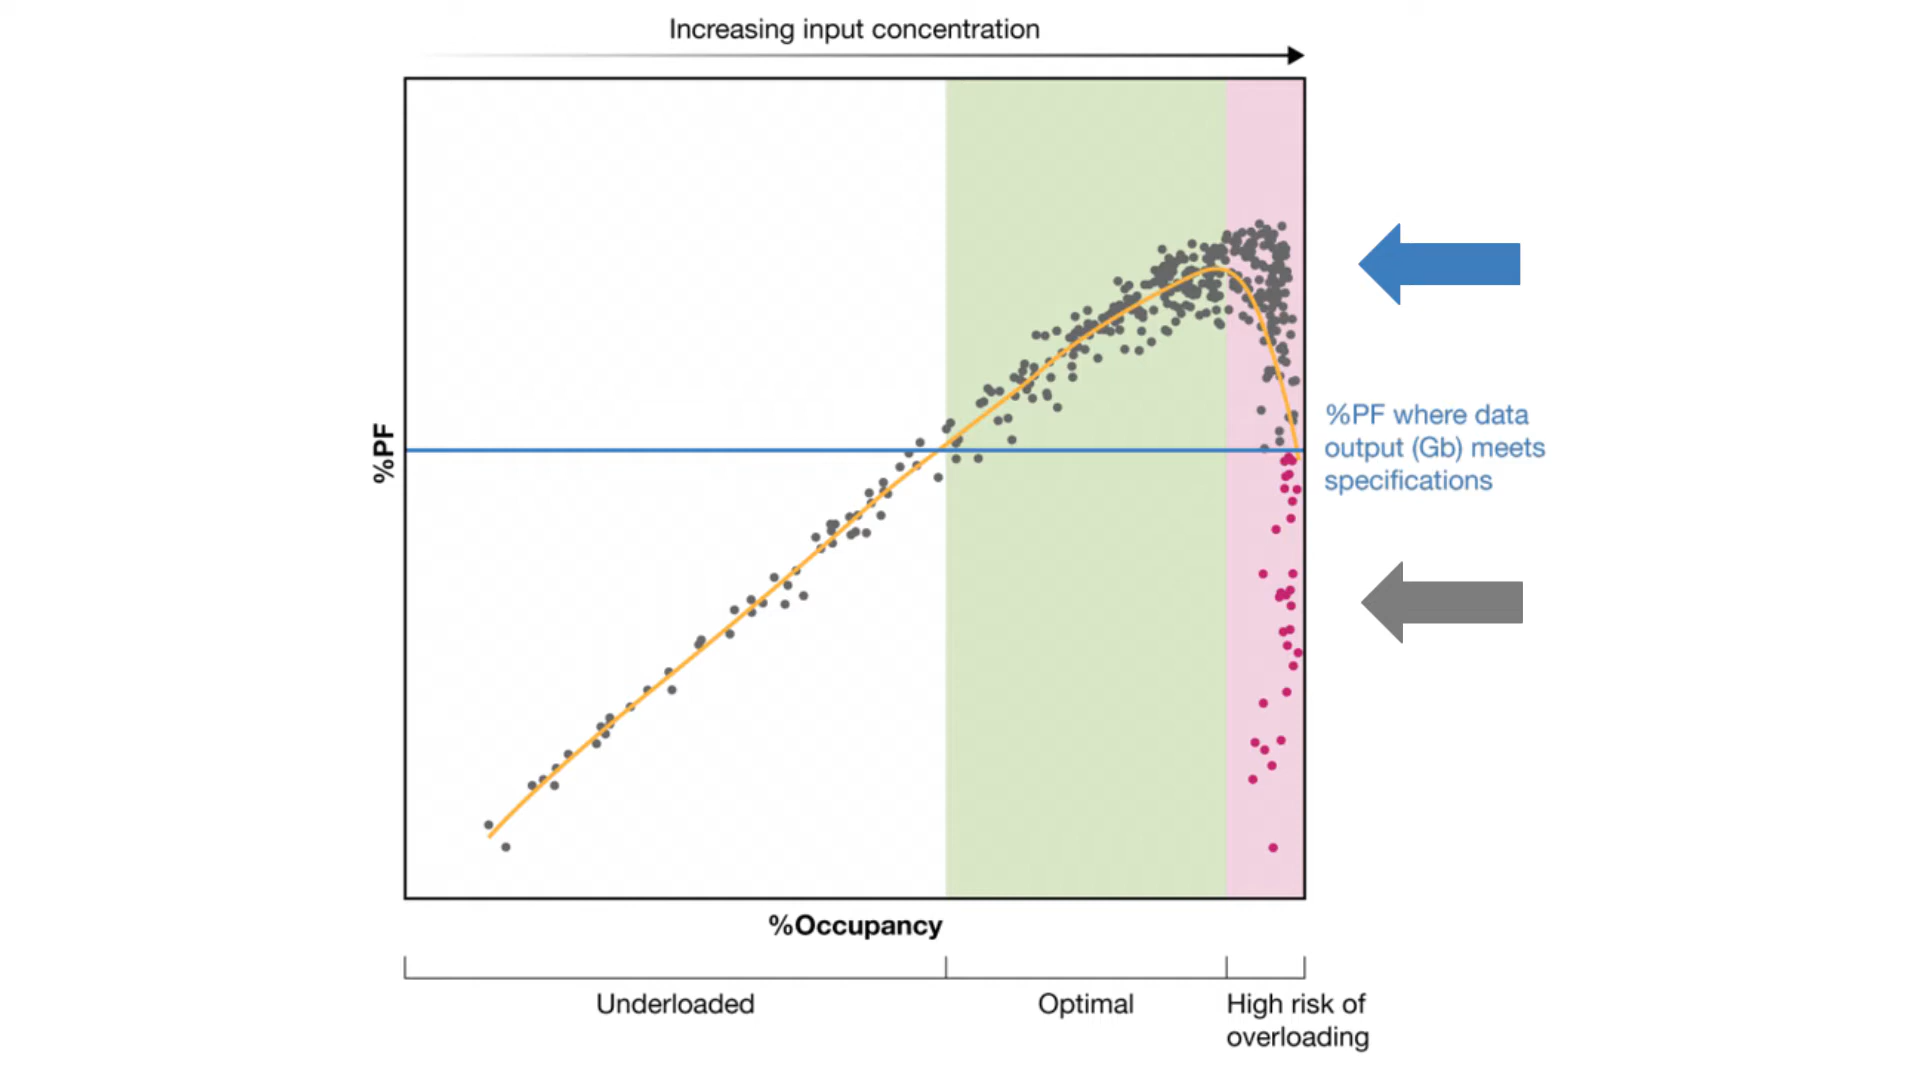 Increasing input concentration
%PF
%PF where data
output (Gb) meets
specifications
%Occupancy
Underloaded
Optimal
High risk of
overloading